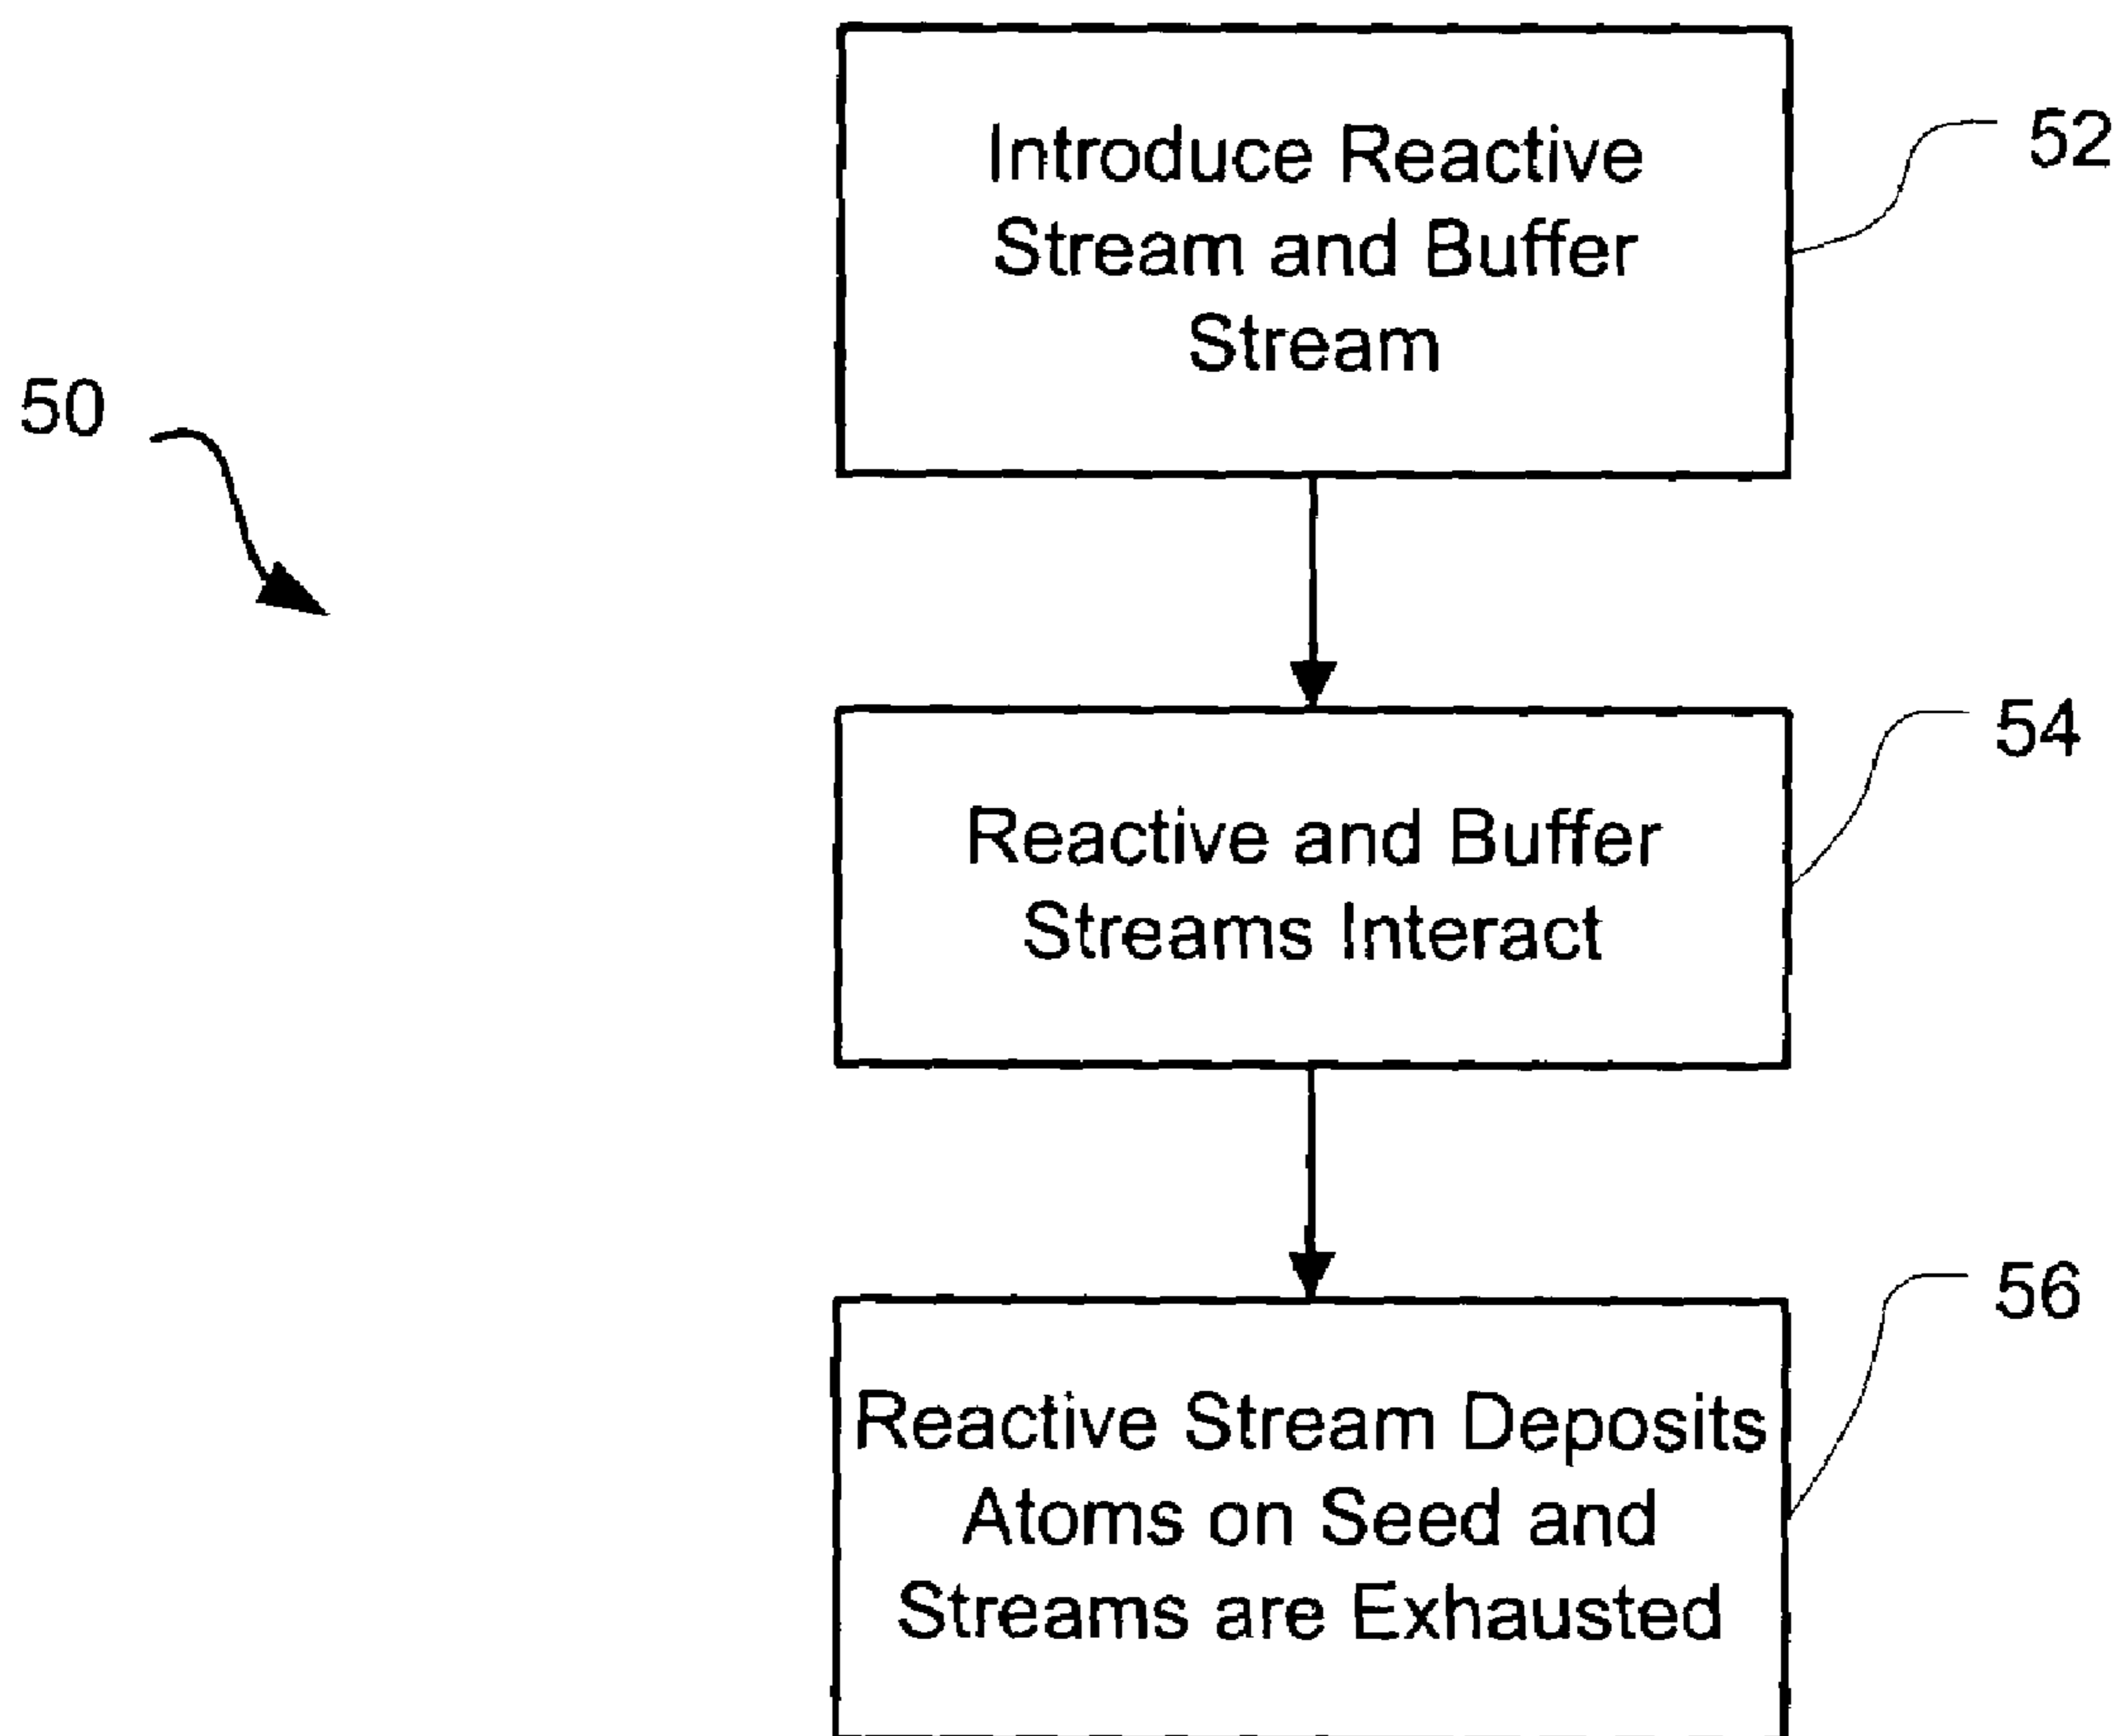 Introduce Reactive
Stream and Buffer
Stream
52
50
Reactive and Buffer
Streams Interact
54
Reactive Stream Deposits
Atoms on Seed and
Streams are Exhausted
56